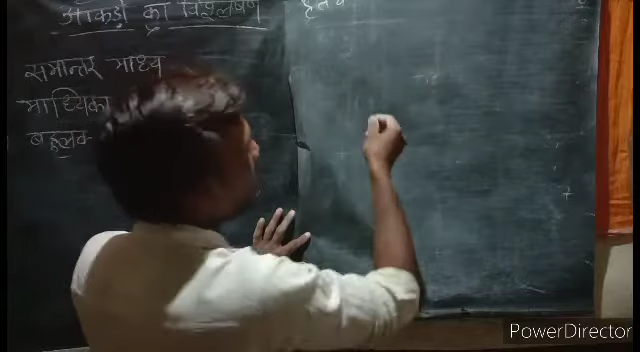 आंकड़ो का विश्लेषण
समान्तर माध्य
माध्यिका
बहुलक
PowerDirector